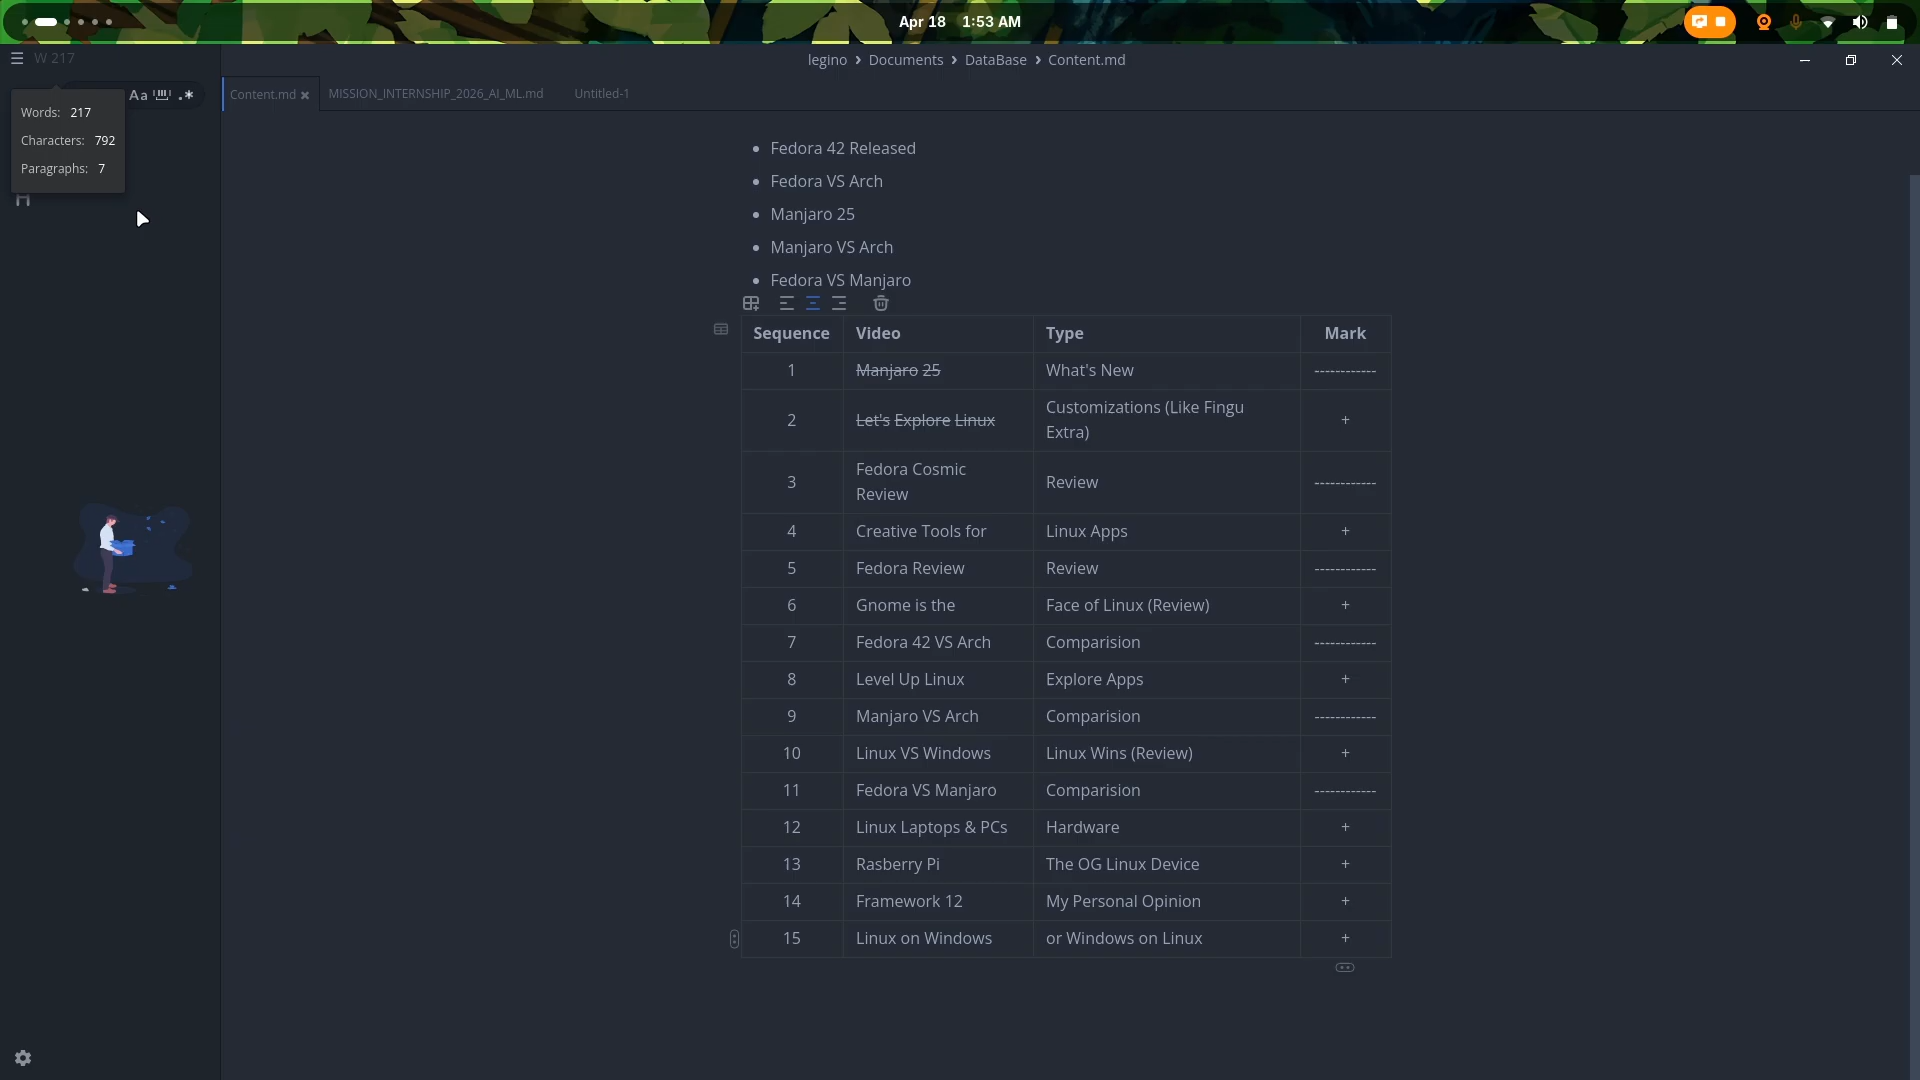 Apr 18 1:53 AM
W 217
legino › Documents › DataBase › Content.md
Content.md
MISSION_INTERNSHIP_2026_AI_ML.md
Untitled-1
Aa
.*
Words: 217
Characters: 792
Paragraphs: 7
Fedora 42 Released
Fedora VS Arch
Manjaro 25
Manjaro VS Arch
Fedora VS Manjaro
Sequence Video Type Mark
1 Manjaro 25 What's New ------------
2 Let's Explore Linux Customizations (Like Fingu
Extra) +
3 Fedora Cosmic
Review Review ------------
4 Creative Tools for Linux Apps +
5 Fedora Review Review ------------
6 Gnome is the Face of Linux (Review) +
7 Fedora 42 VS Arch Comparision ------------
8 Level Up Linux Explore Apps +
9 Manjaro VS Arch Comparision ------------
10 Linux VS Windows Linux Wins (Review) +
11 Fedora VS Manjaro Comparision ------------
12 Linux Laptops & PCs Hardware +
13 Rasberry Pi The OG Linux Device +
14 Framework 12 My Personal Opinion +
15 Linux on Windows or Windows on Linux +